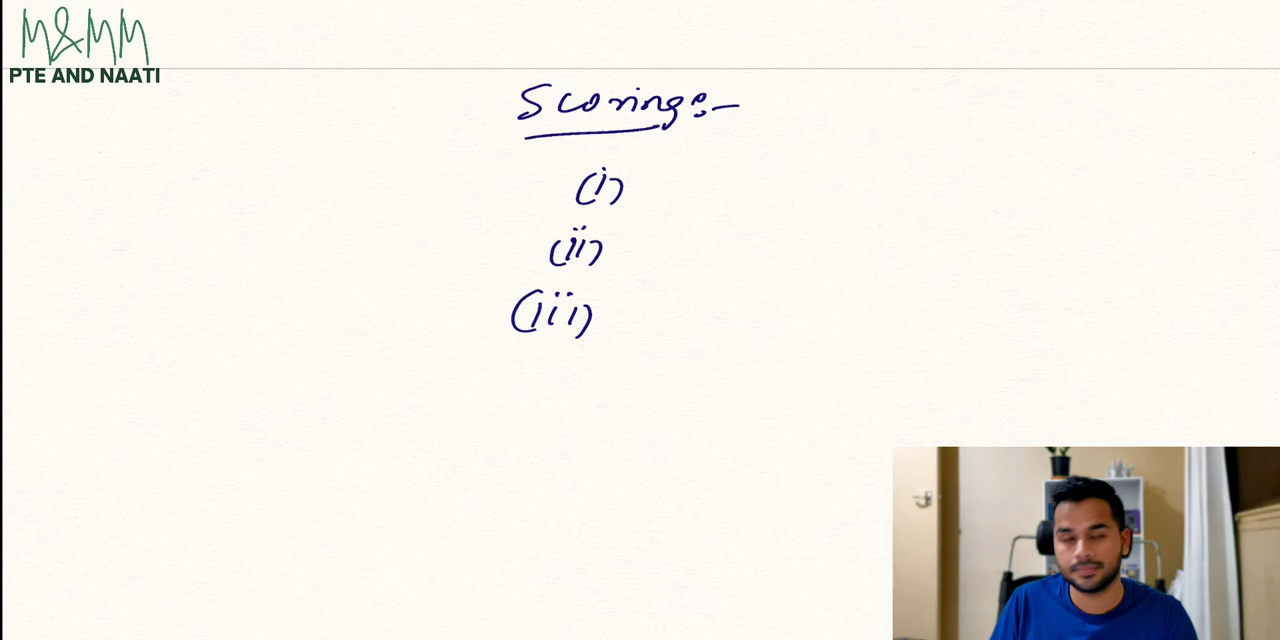 M&MM
PTE AND NAATI
Scoring:-
(i)
(ii)
(iii)